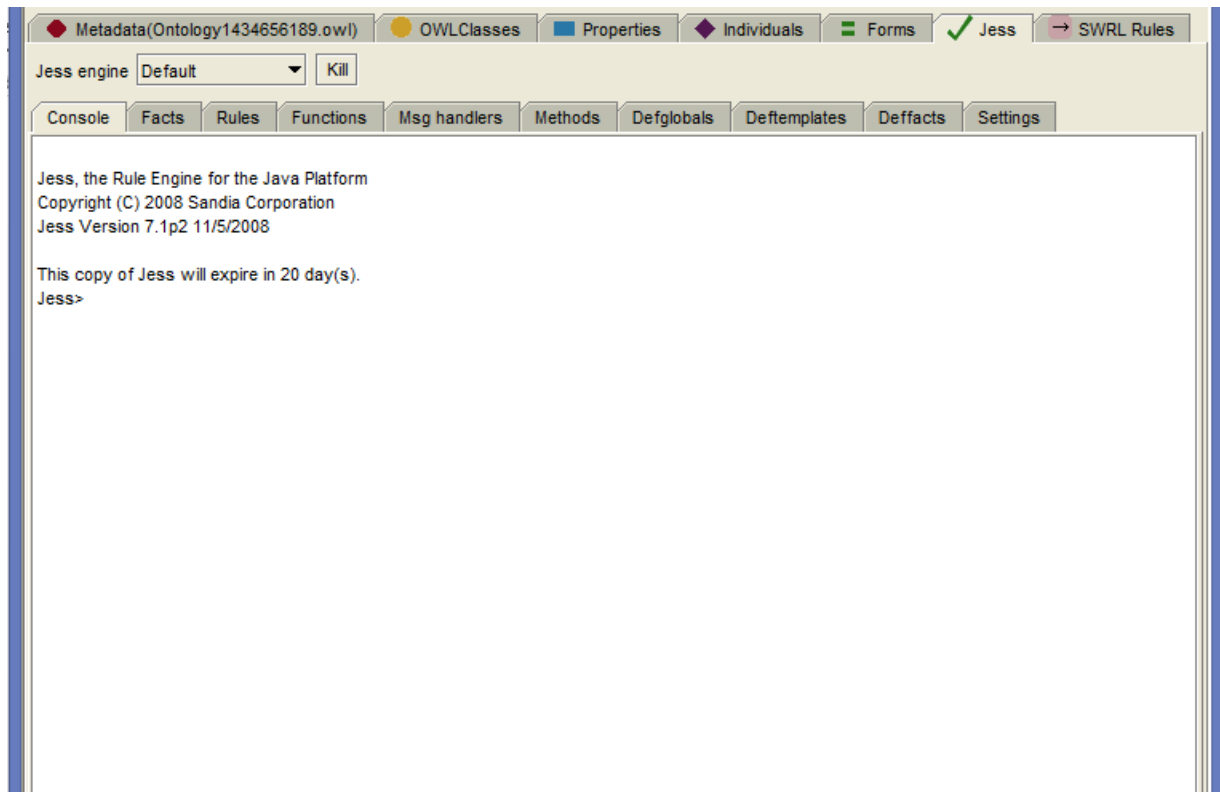 Metadata(Ontology1434656189.owl) OWLClasses Properties Individuals Forms Jess SWRL Rules
Jess engine Default Kill
Console Facts Rules Functions Msg handlers Methods Defglobals Deftemplates Deffacts Settings
Jess, the Rule Engine for the Java Platform
Copyright (C) 2008 Sandia Corporation
Jess Version 7.1p2 11/5/2008
This copy of Jess will expire in 20 day(s).
Jess>